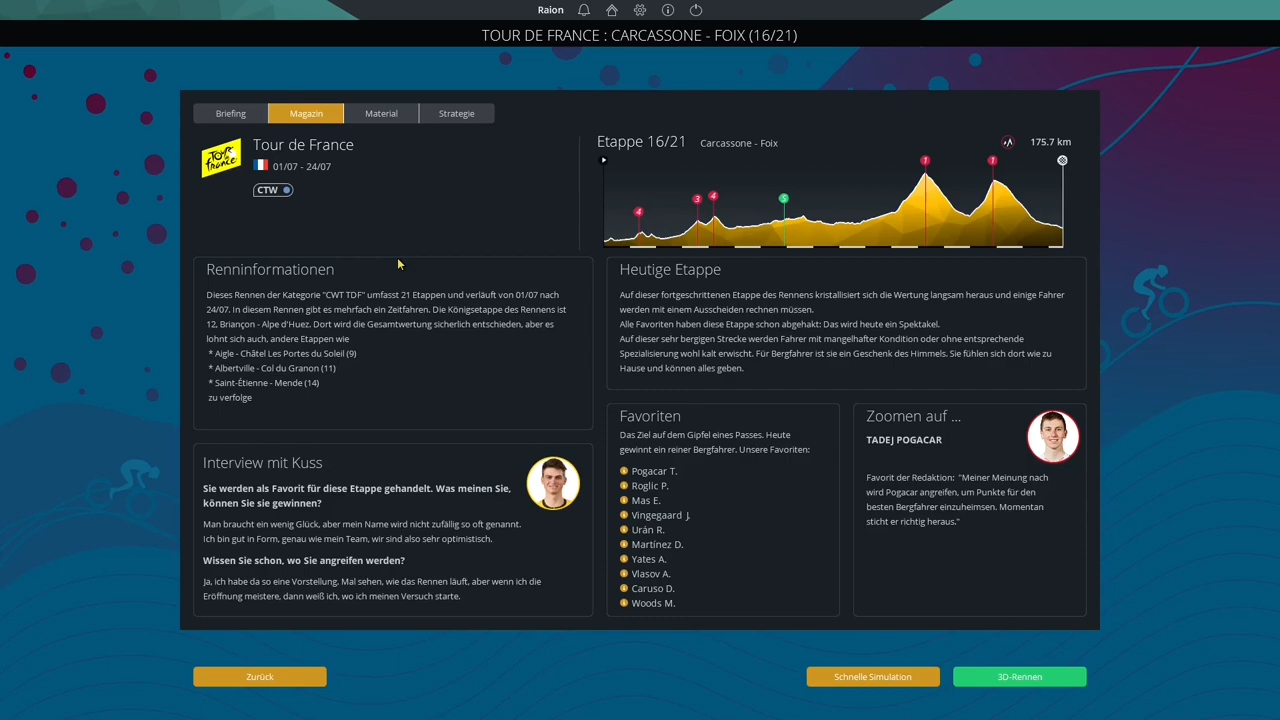 Raion
TOUR DE FRANCE : CARCASSONE - FOIX (16/21)
Briefing
Magazin
Material
Strategie
TOUR de france
Tour de France
01/07 - 24/07
CTW
Etappe 16/21
Carcassone - Foix
175.7 km
4
3
4
S
1
1
Renninformationen
Dieses Rennen der Kategorie "CWT TDF" umfasst 21 Etappen und verläuft von 01/07 nach
24/07. In diesem Rennen gibt es mehrfach ein Zeitfahren. Die Königsetappe des Rennens ist
12, Briançon - Alpe d'Huez. Dort wird die Gesamtwertung sicherlich entschieden, aber es
lohnt sich auch, andere Etappen wie
* Aigle - Châtel Les Portes du Soleil (9)
* Albertville - Col du Granon (11)
* Saint-Étienne - Mende (14)
zu verfolge
Heutige Etappe
Auf dieser fortgeschrittenen Etappe des Rennens kristallisiert sich die Wertung langsam heraus und einige Fahrer
werden mit einem Ausscheiden rechnen müssen.
Alle Favoriten haben diese Etappe schon abgehakt: Das wird heute ein Spektakel.
Auf dieser sehr bergigen Strecke werden Fahrer mit mangelhafter Kondition oder ohne entsprechende
Spezialisierung wohl kalt erwischt. Für Bergfahrer ist sie ein Geschenk des Himmels. Sie fühlen sich dort wie zu
Hause und können alles geben.
Interview mit Kuss
Sie werden als Favorit für diese Etappe gehandelt. Was meinen Sie,
können Sie sie gewinnen?
Man braucht ein wenig Glück, aber mein Name wird nicht zufällig so oft genannt.
Ich bin gut in Form, genau wie mein Team, wir sind also sehr optimistisch.
Wissen Sie schon, wo Sie angreifen werden?
Ja, ich habe da so eine Vorstellung. Mal sehen, wie das Rennen läuft, aber wenn ich die
Eröffnung meistere, dann weiß ich, wo ich meinen Versuch starte.
Favoriten
Das Ziel auf dem Gipfel eines Passes. Heute
gewinnt ein reiner Bergfahrer. Unsere Favoriten:
Pogacar T.
Roglic P.
Mas E.
Vingegaard J.
Urán R.
Martínez D.
Yates A.
Vlasov A.
Caruso D.
Woods M.
Zoomen auf ...
TADEJ POGACAR
Favorit der Redaktion: "Meiner Meinung nach
wird Pogacar angreifen, um Punkte für den
besten Bergfahrer einzuheimsen. Momentan
sticht er richtig heraus."
Zurück
Schnelle Simulation
3D-Rennen